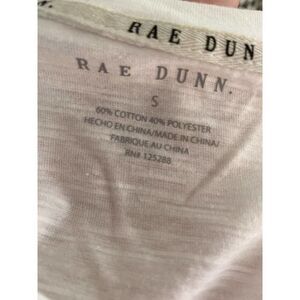 RAE DUN
RAE DUNN.
S
60% COTTON 40% POLYESTER
HECHO EN CHINA/MADE IN CHINA/
FABRIQUE AU CHINA
RN# 125288